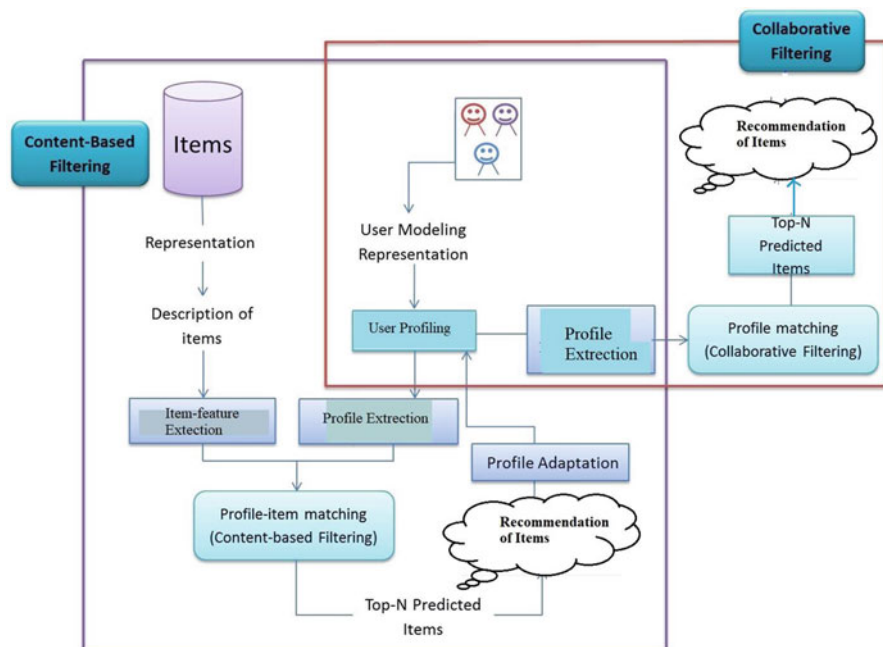 Collaborative
Filtering
Content-Based
Filtering
Items
Recommendation
of Items
Representation
User Modeling
Representation
Top-N
Predicted
Items
Description of
items
User Profiling
Profile
Extrection
Profile matching
(Collaborative Filtering)
Item-feature
Extection
Profile Extrection
Profile Adaptation
Profile-item matching
(Content-based Filtering)
Recommendation
of Items
Top-N Predicted
Items